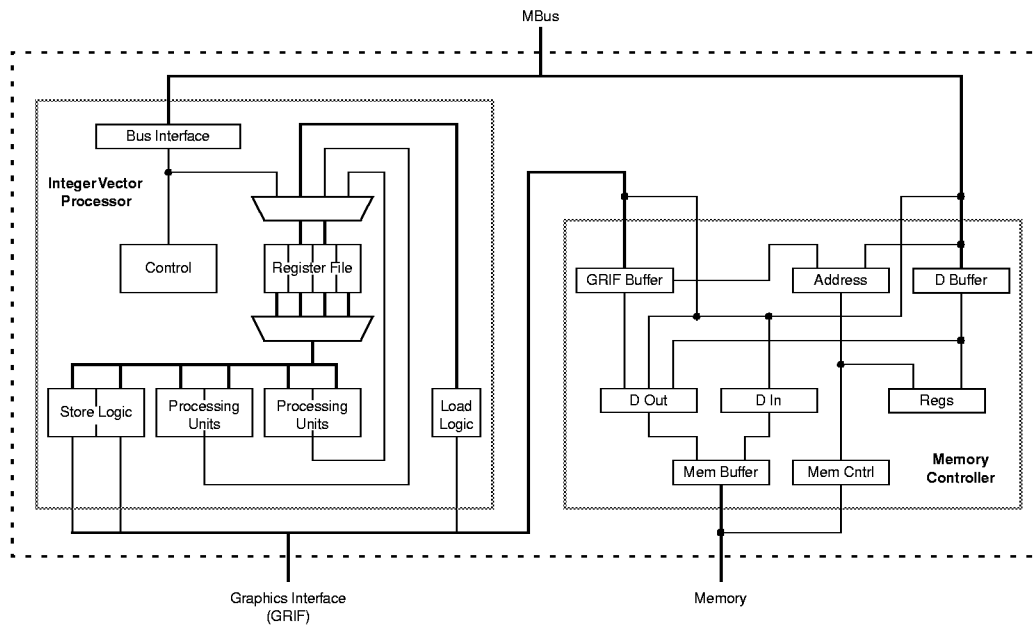 MBus
Bus Interface
Integer Vector
Processor
Control
Register File
GRIF Buffer
Address
D Buffer
Store Logic
Processing
Units
Processing
Units
Load
Logic
D Out
D In
Regs
Mem Buffer
Mem Cntrl
Memory
Controller
Graphics Interface
(GRIF)
Memory